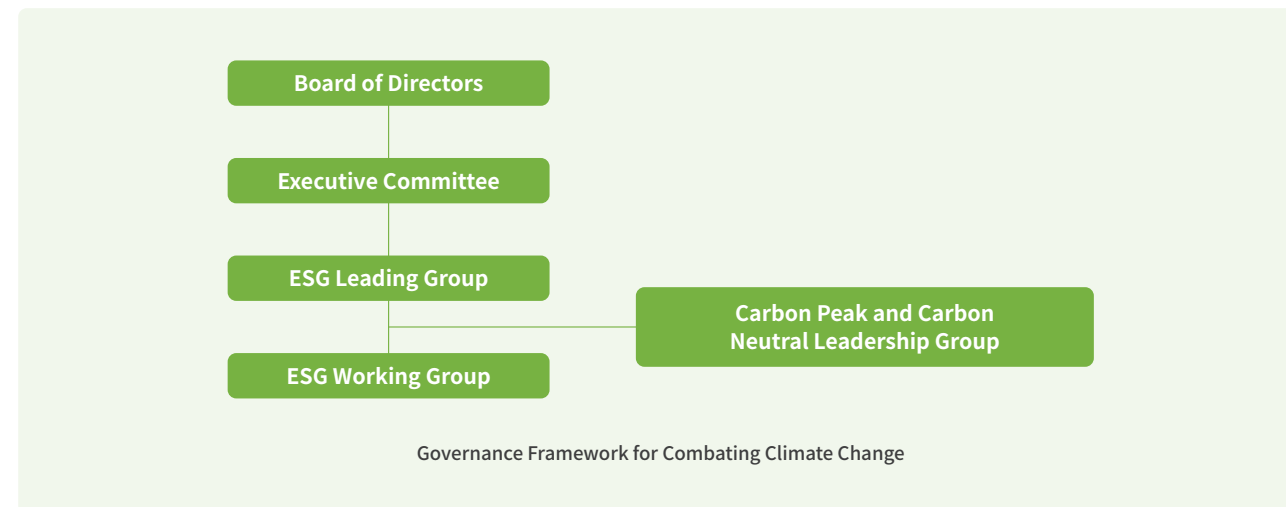 Board of Directors
Executive Committee
ESG Leading Group
Carbon Peak and Carbon
Neutral Leadership Group
ESG Working Group
Governance Framework for Combating Climate Change